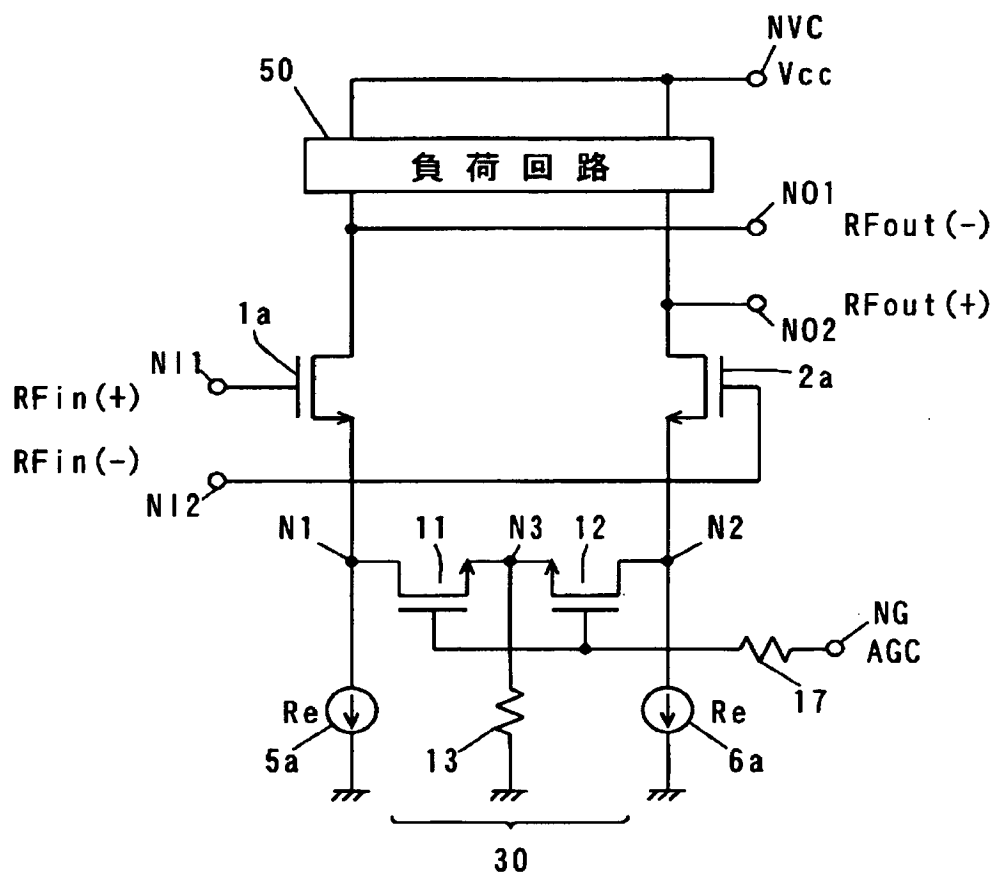 NVC
50
Vcc
負荷回路
NO1
RFout(-)
1a
RFout(+)
NO2
NI1
2a
RFin(+)
RFin(-)
NI2
N1
11
N3
12
N2
NG
AGC
17
Re
Re
5a
13
6a
30